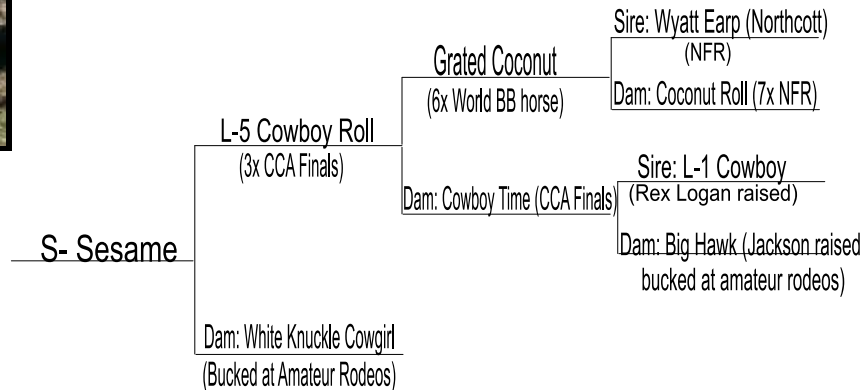 Sire: Wyatt Earp (Northcott)
(NFR)
Grated Coconut
(6x World BB horse)
Dam: Coconut Roll (7x NFR)
L-5 Cowboy Roll
(3x CCA Finals)
Sire: L-1 Cowboy
(Rex Logan raised)
Dam: Cowboy Time (CCA Finals)
S- Sesame
Dam: Big Hawk (Jackson raised
bucked at amateur rodeos)
Dam: White Knuckle Cowgirl
(Bucked at Amateur Rodeos)